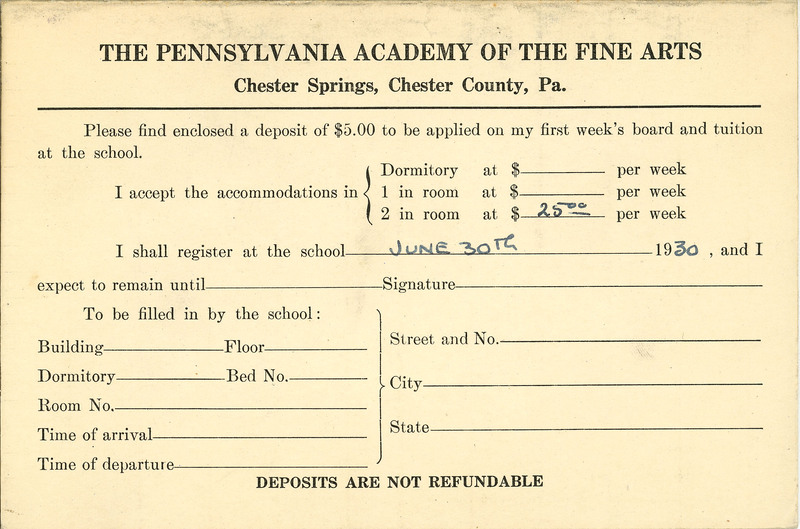 THE PENNSYLVANIA ACADEMY OF THE FINE ARTS
Chester Springs, Chester County, Pa.
Please find enclosed a deposit of $5.00 to be applied on my first week's board and tuition
at the school.
I accept the accommodations in
Dormitory at $ per week
1 in room at $ per week
2 in room at $ 25.00 per week
I shall register at the school JUNE 30TH 1930, and I
expect to remain until Signature
To be filled in by the school:
Building Floor
Dormitory Bed No.
Room No.
Time of arrival
Time of departure
Street and No.
City
State
DEPOSITS ARE NOT REFUNDABLE